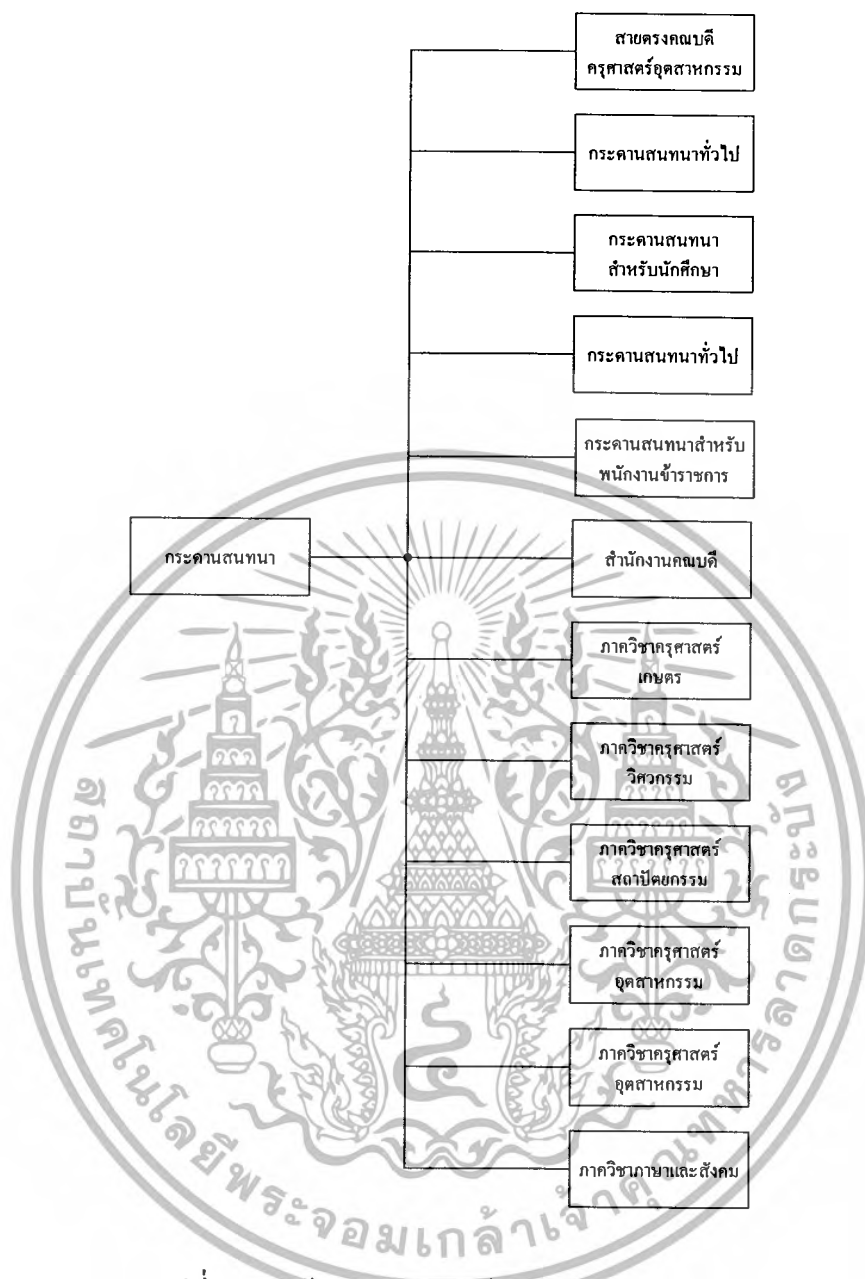 สายตรงคณบดี
ครุศาสตร์อุตสาหกรรม
กระดานสนทนาทั่วไป
กระดานสนทนา
สำหรับนักศึกษา
กระดานสนทนาทั่วไป
กระดานสนทนาสำหรับ
พนักงานข้าราชการ
กระดานสนทนา
สำนักงานคณบดี
ภาควิชาครุศาสตร์
เกษตร
ภาควิชาครุศาสตร์
วิศวกรรม
ภาควิชาครุศาสตร์
สถาปัตยกรรม
ภาควิชาครุศาสตร์
อุตสาหกรรม
ภาควิชาครุศาสตร์
อุตสาหกรรม
ภาควิชาภาษาและสังคม
สถาบันเทคโนโลยีพระจอมเกล้าเจ้าคุณทหารลาดกระบัง